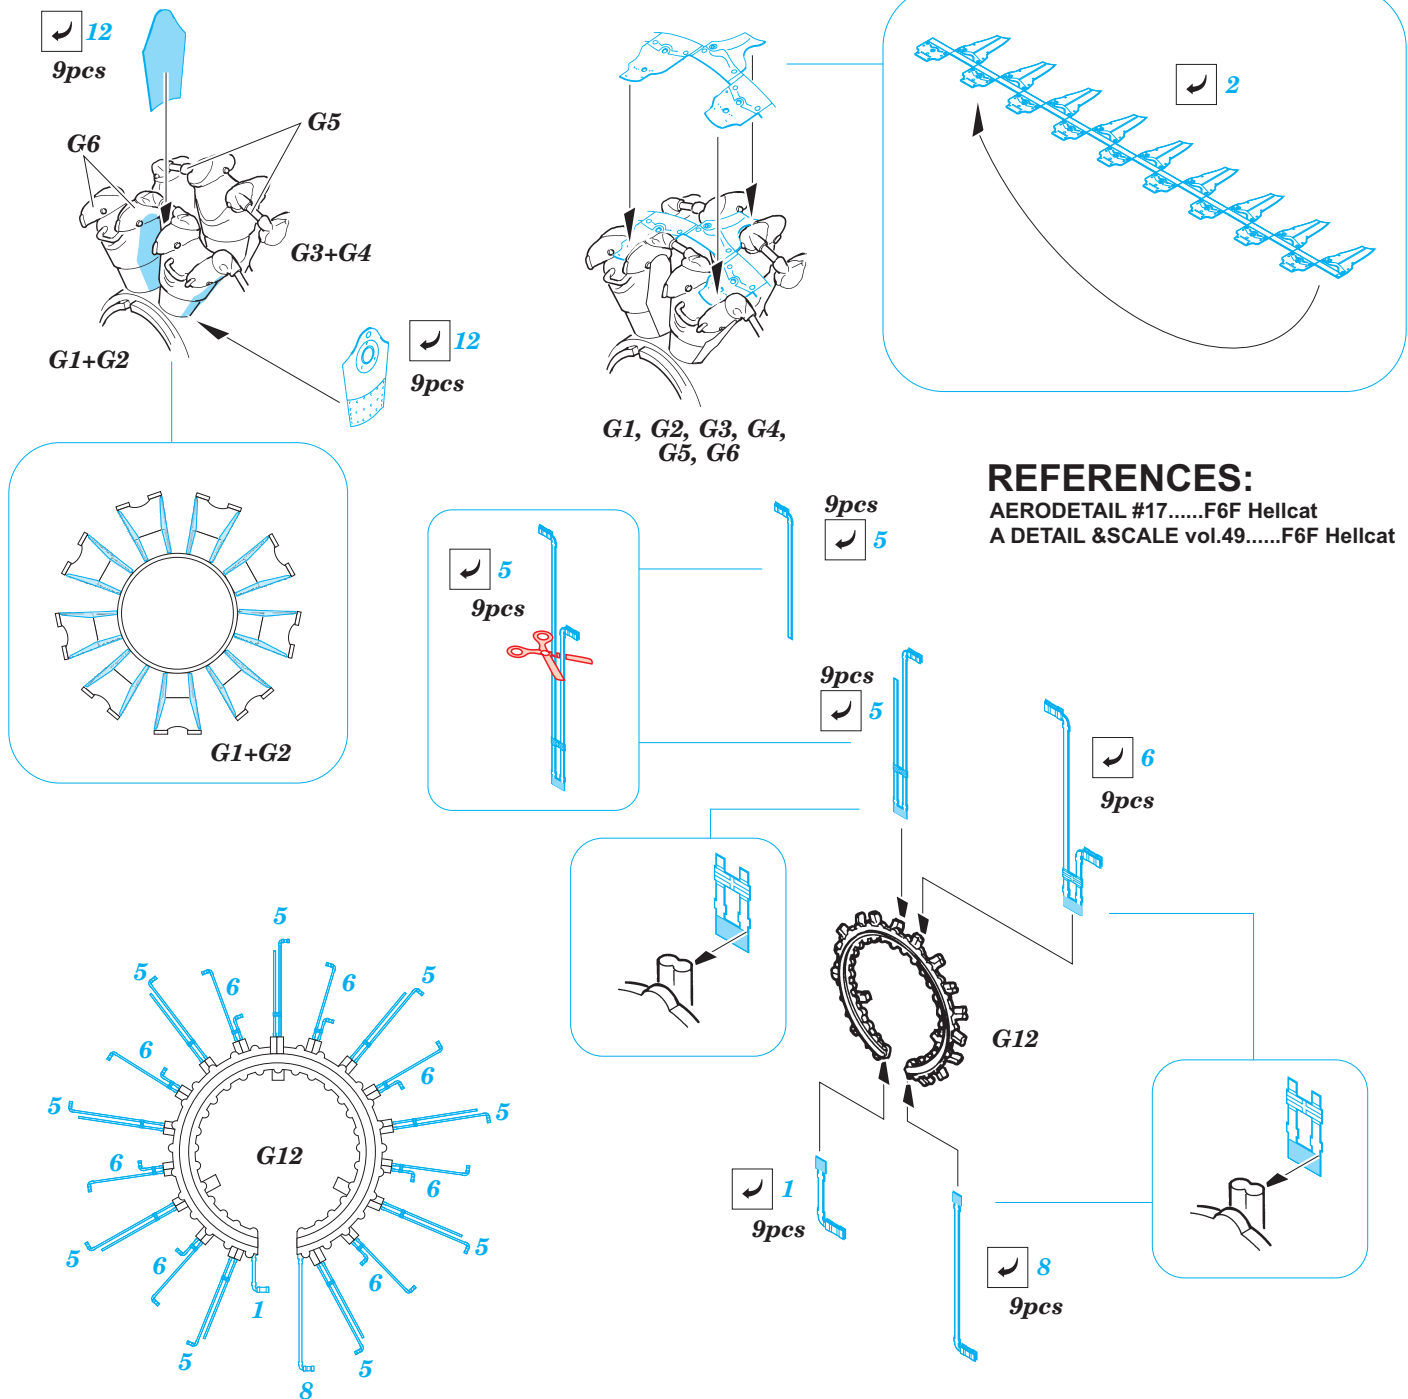 12
9pcs
G5
G6
G3+G4
G1+G2
12
9pcs
G1+G2
G1, G2, G3, G4,
G5, G6
2
REFERENCES:
AERODETAIL #17......F6F Hellcat
A DETAIL &SCALE vol.49......F6F Hellcat
5
9pcs
9pcs
5
9pcs
5
6
9pcs
G12
1
9pcs
8
9pcs
5
5
6
6
5
6
6
5
5
6
G12
6
5
5
6
6
1
5
5
8